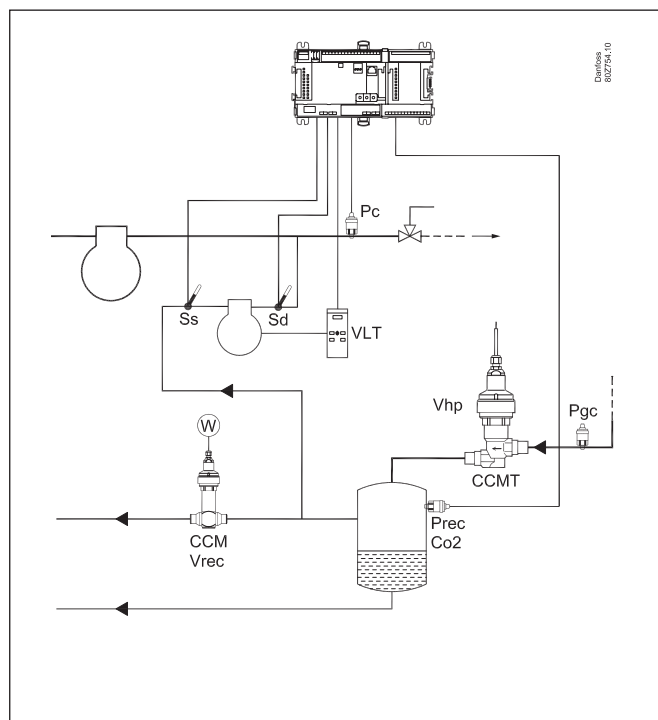 Danfoss
80Z754.10
Pc
Ss
Sd
VLT
Vhp
Pgc
W
CCMT
CCM
Vrec
Prec
Co2